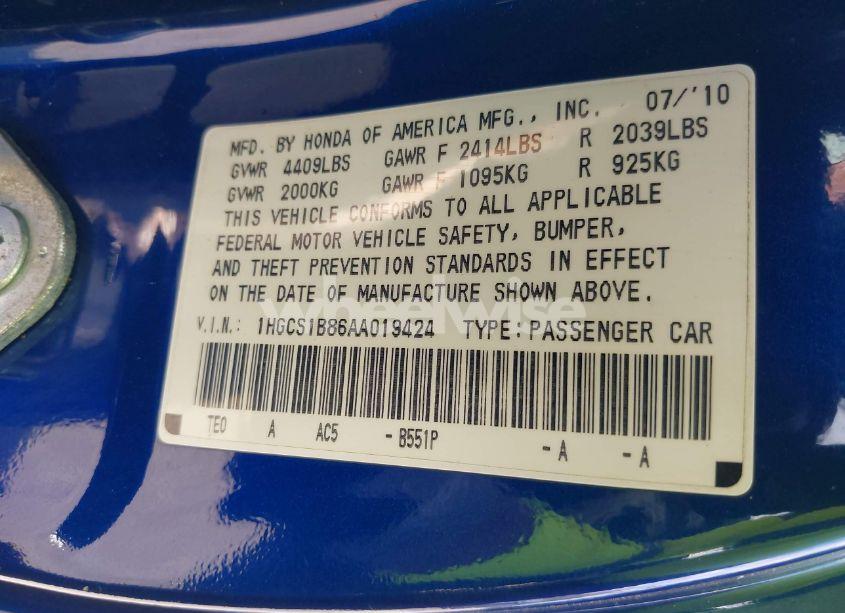 MFD. BY HONDA OF AMERICA MFG., INC. 07/'10
GVWR 4409LBS GAWR F 2414LBS R 2039LBS
GVWR 2000KG GAWR F 1095KG R 925KG
THIS VEHICLE CONFORMS TO ALL APPLICABLE
FEDERAL MOTOR VEHICLE SAFETY, BUMPER,
AND THEFT PREVENTION STANDARDS IN EFFECT
ON THE DATE OF MANUFACTURE SHOWN ABOVE.
wheelwise
V.I.N.: 1HGCS1B86AA019424 TYPE:PASSENGER CAR
TE0 A AC5 -B551P -A -A